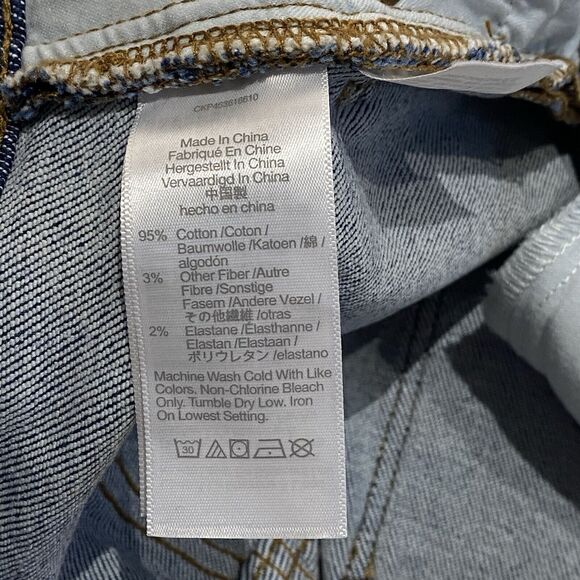 CKP453616610
Made In China
Fabriqué En Chine
Hergestellt In China
Vervaardigd In China
中国製
hecho en china
95% Cotton /Coton /
Baumwolle /Katoen /綿 /
algodón
3% Other Fiber /Autre
Fibre /Sonstige
Fasern /Andere Vezel /
その他繊維 /otras
2% Elastane /Élasthanne /
Elastan /Elastaan /
ポリウレタン /elastano
Machine Wash Cold With Like
Colors. Non-Chlorine Bleach
Only. Tumble Dry Low. Iron
On Lowest Setting.
30